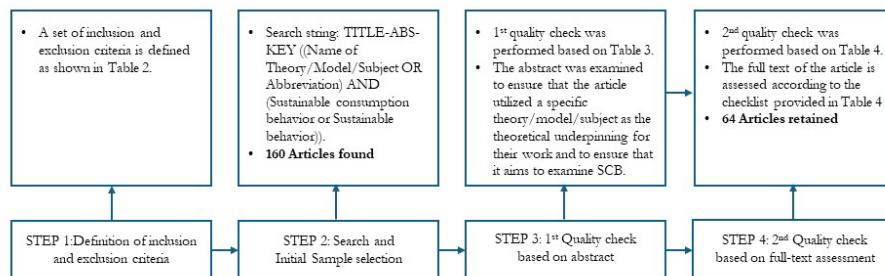 • A set of inclusion and
exclusion criteria is defined
as shown in Table 2.
• Search string: TITLE-ABS-
KEY ((Name of
Theory/Model/Subject OR
Abbreviation) AND
(Sustainable consumption
behavior or Sustainable
behavior)).
• 160 Articles found
• 1st quality check was
performed based on Table 3.
• The abstract was examined
to ensure that the article
utilized a specific
theory/model/subject as the
theoretical underpinning for
their work and to ensure that
it aims to examine SCB.
• 2nd quality check was
performed based on Table 4.
• The full text of the article is
assessed according to the
checklist provided in Table 4
• 64 Articles retained
STEP 1:Definition of inclusion
and exclusion criteria
STEP 2: Search and
Initial Sample selection
STEP 3: 1st Quality check
based on abstract
STEP 4: 2nd Quality check
based on full-text assessment